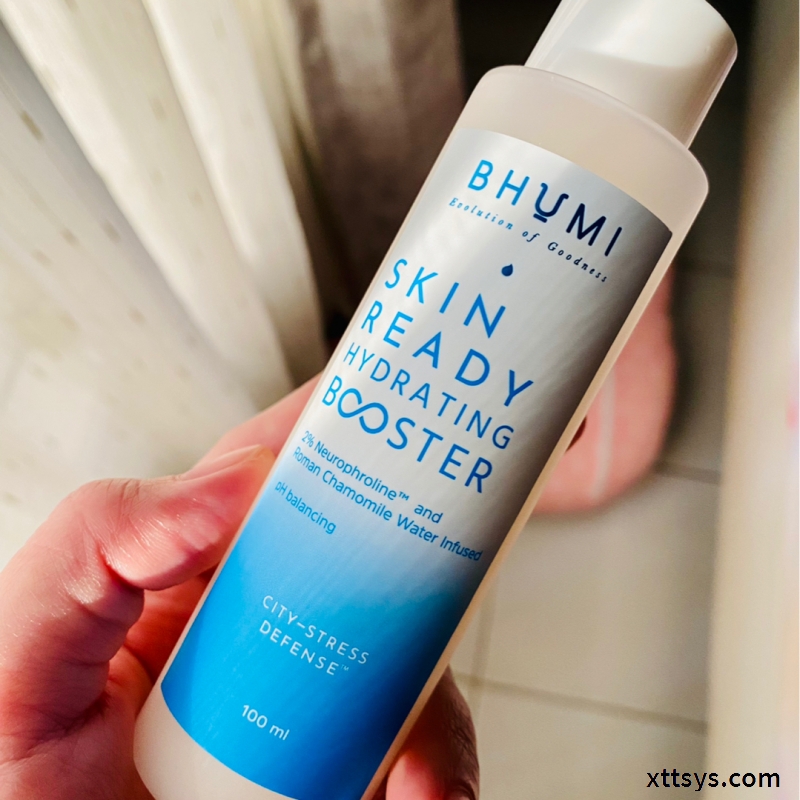 BHUMI
Evolution of Goodness
SKIN
READY
HYDRATING
BOOSTER
2% Neurophroline™ and
Roman Chamomile Water Infused
pH balancing
CITY-STRESS
DEFENSE™
100 ml
xttsys.com